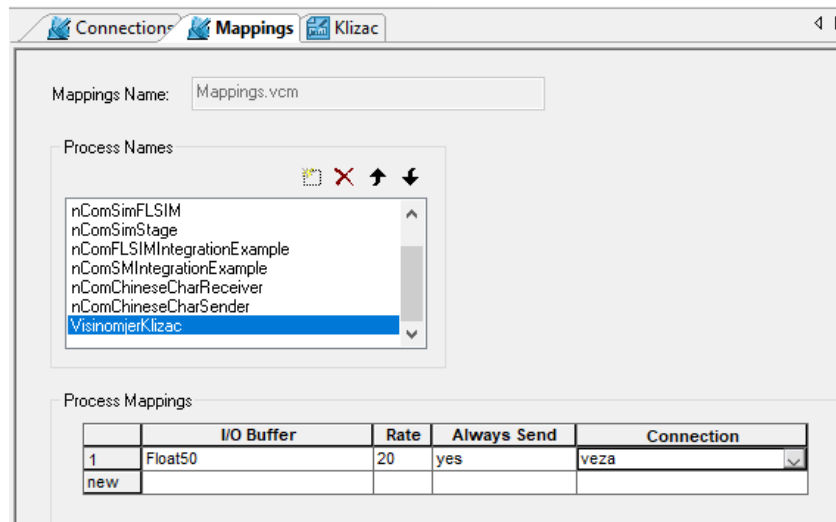 Connections Mappings Klizac
Mappings Name: Mappings.vcm
Process Names
nComSimFLSIM
nComSimStage
nComFLSIMIntegrationExample
nComSMIntegrationExample
nComChineseCharReceiver
nComChineseCharSender
VisinomjerKlizac
Process Mappings
I/O Buffer Rate Always Send Connection
1 Float50 20 yes veza
new